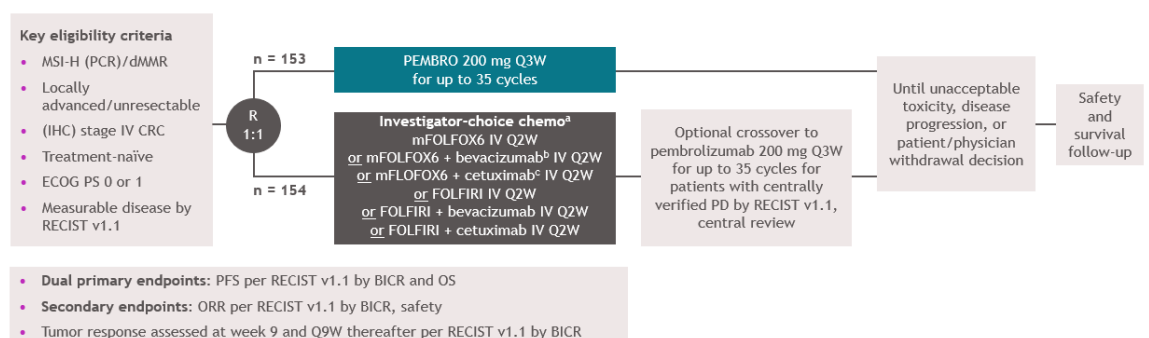 Key eligibility criteria
• MSI-H (PCR)/dMMR
• Locally
advanced/unresectable
• (IHC) stage IV CRC
• Treatment-naïve
• ECOG PS 0 or 1
• Measurable disease by
RECIST v1.1
R
1:1
n = 153
PEMBRO 200 mg Q3W
for up to 35 cycles
n = 154
Investigator-choice chemoᵃ
mFOLFOX6 IV Q2W
or mFOLFOX6 + bevacizumabᵇ IV Q2W
or mFLOFOX6 + cetuximabᶜ IV Q2W
or FOLFIRI IV Q2W
or FOLFIRI + bevacizumab IV Q2W
or FOLFIRI + cetuximab IV Q2W
Optional crossover to
pembrolizumab 200 mg Q3W
for up to 35 cycles for
patients with centrally
verified PD by RECIST v1.1,
central review
Until unacceptable
toxicity, disease
progression, or
patient/physician
withdrawal decision
Safety
and
survival
follow-up
• Dual primary endpoints: PFS per RECIST v1.1 by BICR and OS
• Secondary endpoints: ORR per RECIST v1.1 by BICR, safety
• Tumor response assessed at week 9 and Q9W thereafter per RECIST v1.1 by BICR